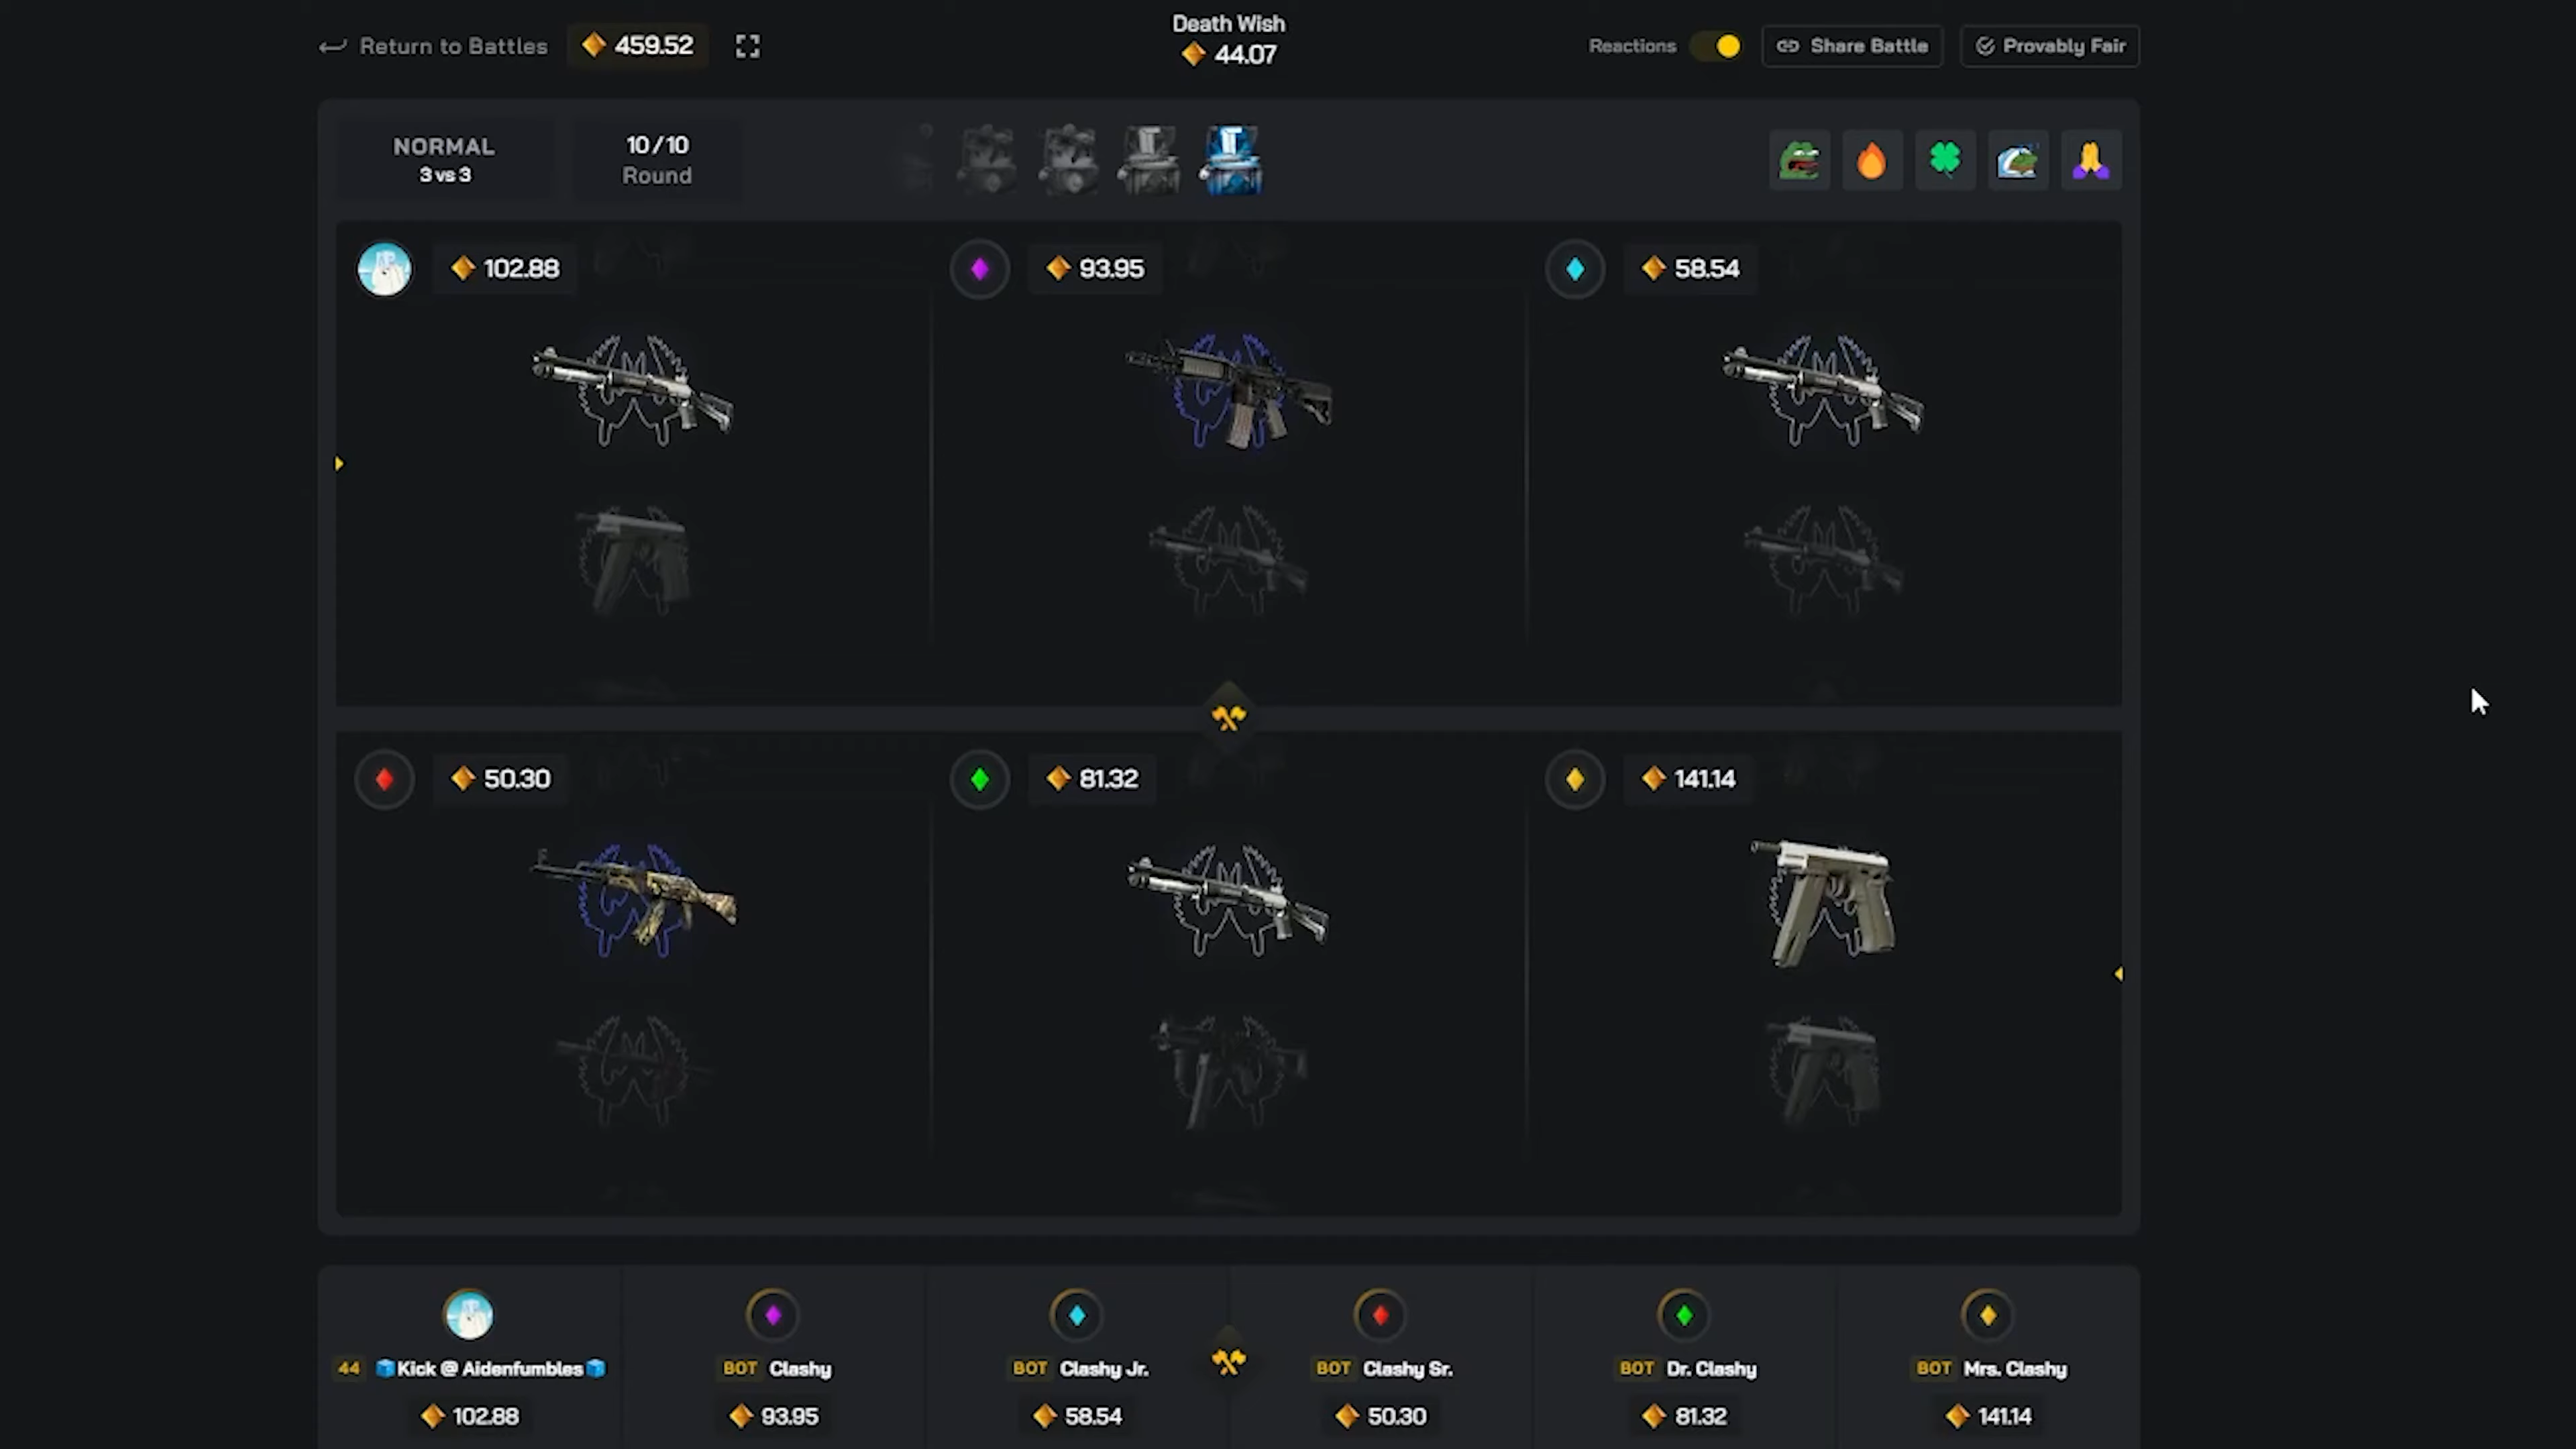 Return to Battles
459.52
Death Wish
44.07
Reactions
Share Battle
Provably Fair
NORMAL
3 vs 3
10/10
Round
102.88
93.95
58.54
50.30
81.32
141.14
44 Kick @ Aidenfumbles
102.88
BOT Clashy
93.95
BOT Clashy Jr.
58.54
BOT Clashy Sr.
50.30
BOT Dr. Clashy
81.32
BOT Mrs. Clashy
141.14